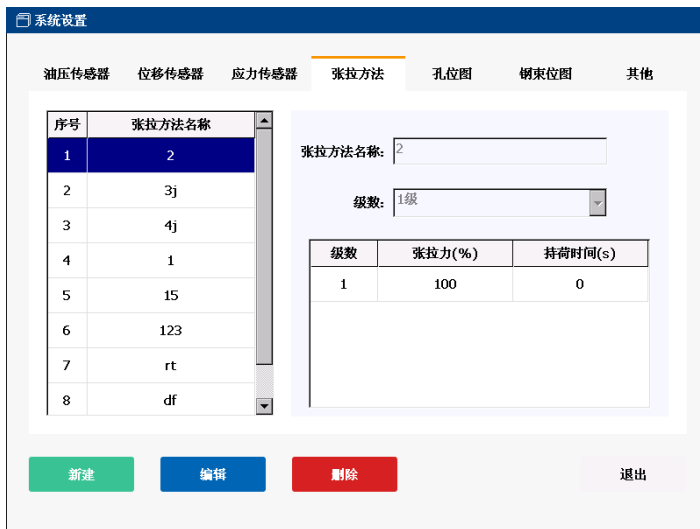 系统设置
油压传感器 位移传感器 应力传感器 张拉方法 孔位图 钢束位图 其他
序号 张拉方法名称
1 2
2 3j
3 4j
4 1
5 15
6 123
7 rt
8 df
张拉方法名称: 2
级数: 1级
级数 张拉力(%) 持荷时间(s)
1 100 0
新建 编辑 删除 退出